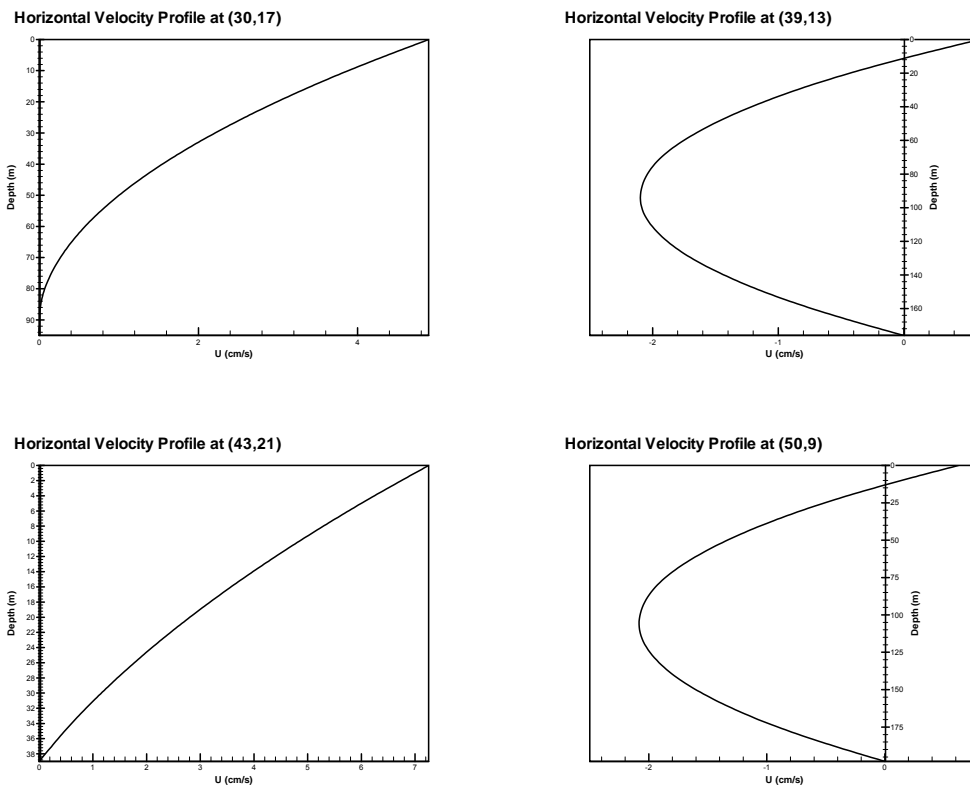 Horizontal Velocity Profile at (30,17)
0
10
20
30
40
50
60
70
80
90
Depth (m)
0 2 4
U (cm/s)
Horizontal Velocity Profile at (39,13)
0
20
40
60
80
100
120
140
160
Depth (m)
-2 -1 0
U (cm/s)
Horizontal Velocity Profile at (43,21)
0
2
4
6
8
10
12
14
16
18
20
22
24
26
28
30
32
34
36
38
Depth (m)
0 1 2 3 4 5 6 7
U (cm/s)
Horizontal Velocity Profile at (50,9)
0
25
50
75
100
125
150
175
Depth (m)
-2 -1 0
U (cm/s)